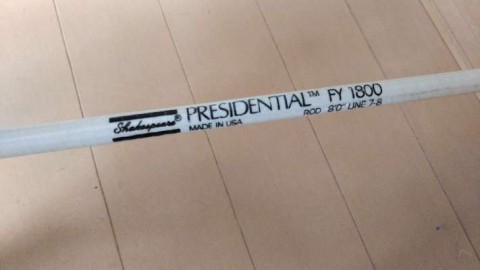 Shakespeare® PRESIDENTIAL™ FY 1800
MADE IN USA ROD 8'0" LINE 7-8